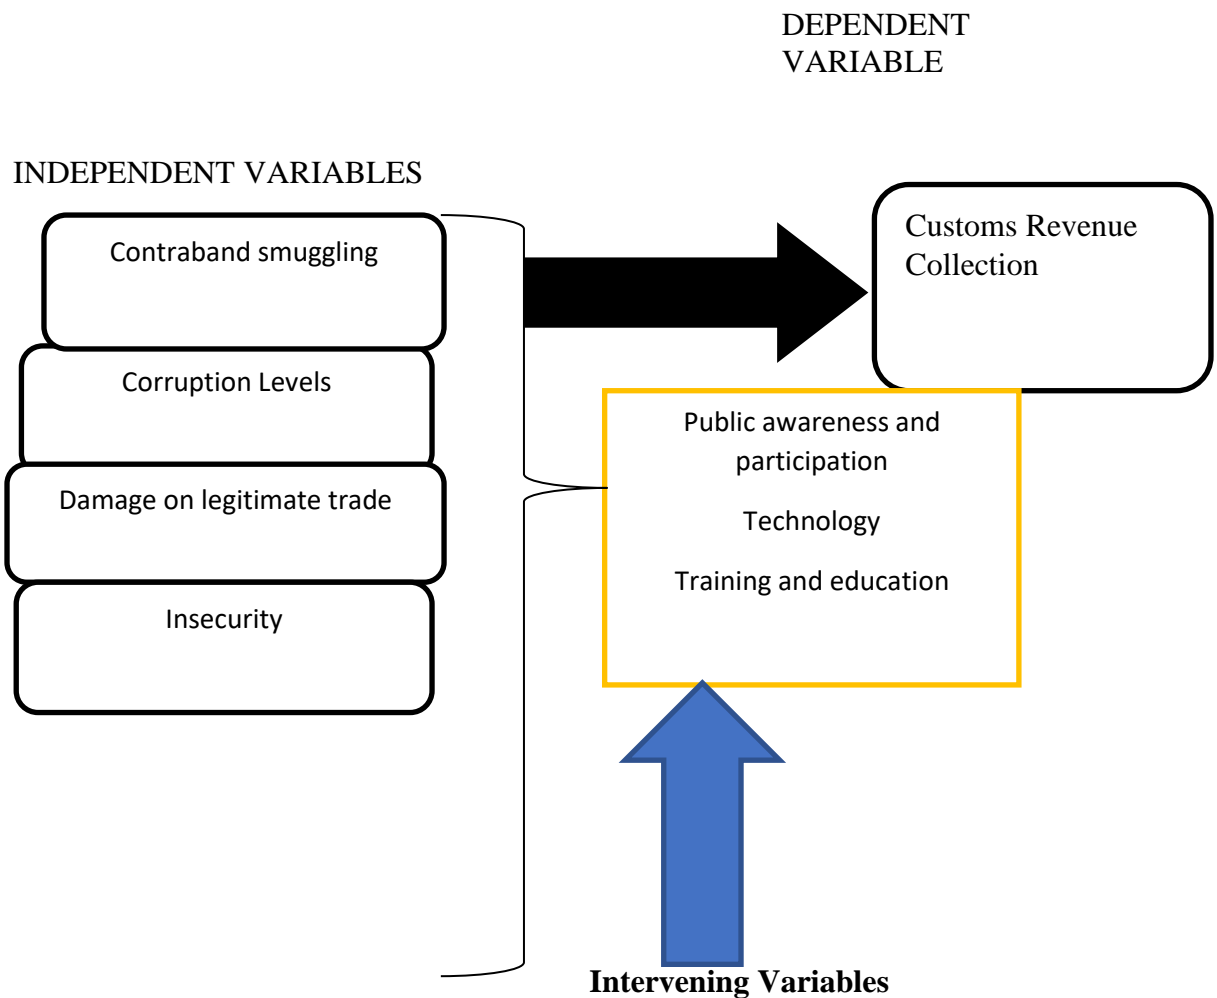 DEPENDENT
VARIABLE
INDEPENDENT VARIABLES
Contraband smuggling
Corruption Levels
Damage on legitimate trade
Insecurity
Customs Revenue
Collection
Public awareness and
participation
Technology
Training and education
Intervening Variables